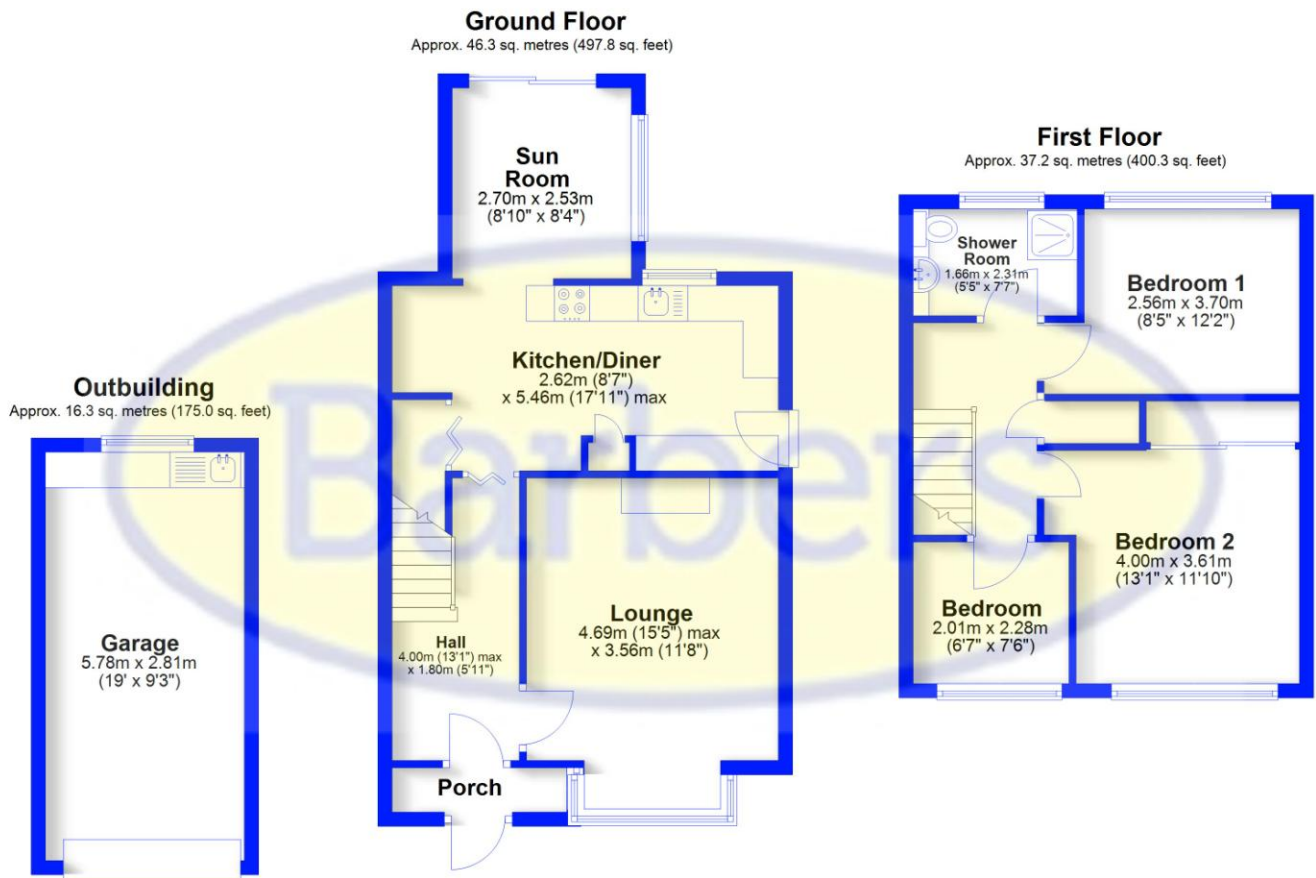 Ground Floor
Approx. 46.3 sq. metres (497.8 sq. feet)
Sun
Room
2.70m x 2.53m
(8'10" x 8'4")
Kitchen/Diner
2.62m (8'7")
x 5.46m (17'11") max
Lounge
4.69m (15'5") max
x 3.56m (11'8")
Hall
4.00m (13'1") max
x 1.80m (5'11")
Porch
First Floor
Approx. 37.2 sq. metres (400.3 sq. feet)
Shower
Room
1.66m x 2.31m
(5'5" x 7'7")
Bedroom 1
2.56m x 3.70m
(8'5" x 12'2")
Bedroom 2
4.00m x 3.61m
(13'1" x 11'10")
Bedroom
2.01m x 2.28m
(6'7" x 7'6")
Outbuilding
Approx. 16.3 sq. metres (175.0 sq. feet)
Garage
5.78m x 2.81m
(19' x 9'3")
Barbers